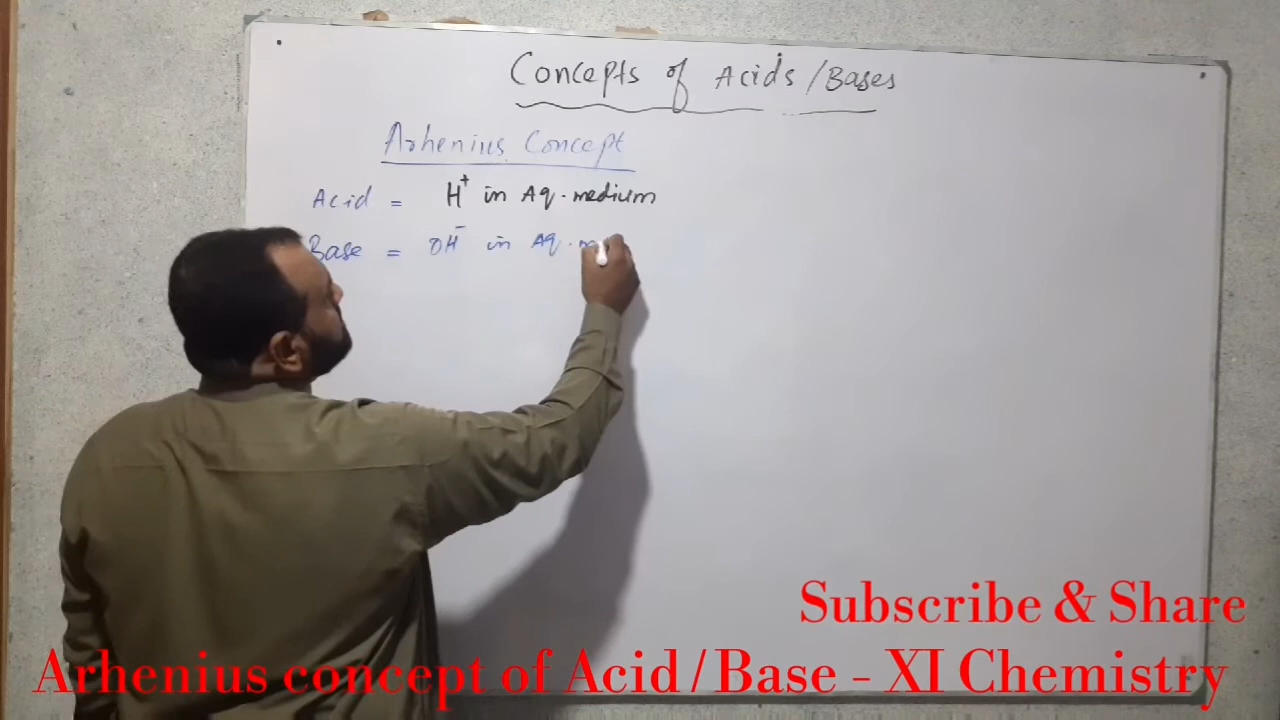 Concepts of Acids/Bases
Arhenius Concept
Acid = H⁺ in Aq. medium
Base = OH⁻ in Aq.
Subscribe & Share
Arhenius concept of Acid/Base - XI Chemistry